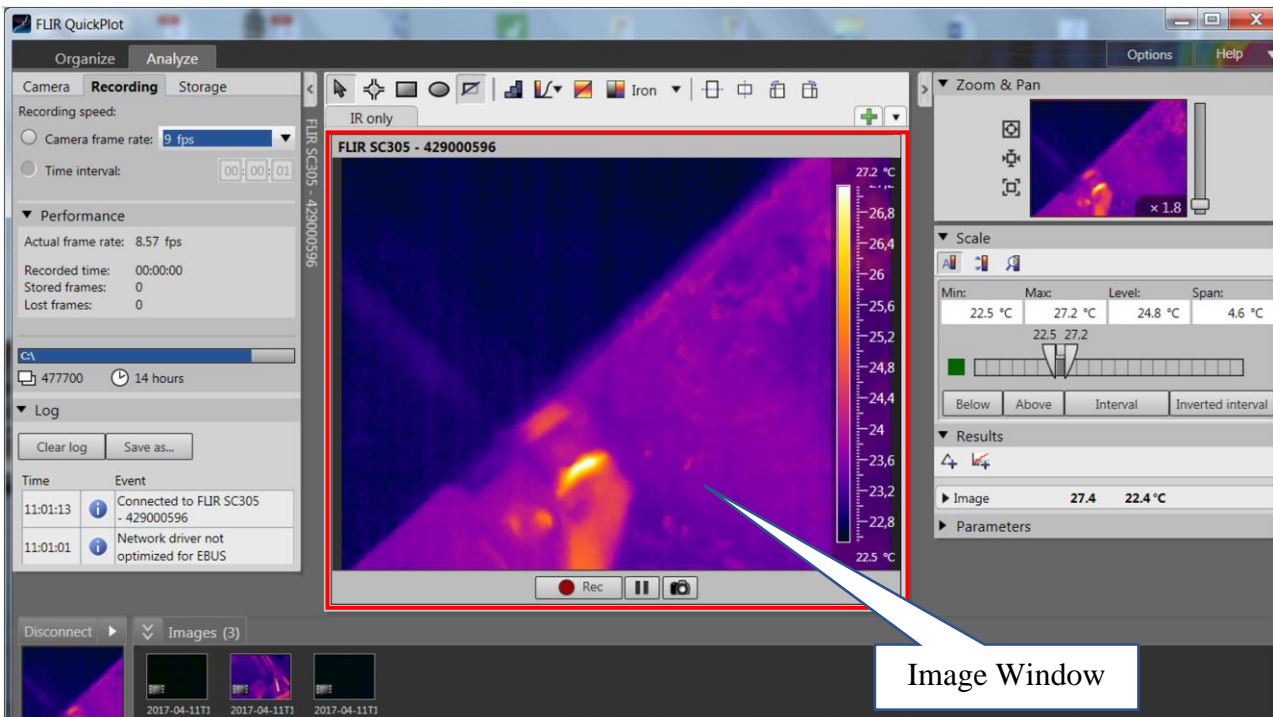 FLIR QuickPlot
Organize Analyze Options Help
Camera Recording Storage
Recording speed:
Camera frame rate: 9 fps
Time interval: 00:00:01
Performance
Actual frame rate: 8.57 fps
Recorded time: 00:00:00
Stored frames: 0
Lost frames: 0
C:\
477700 14 hours
Log
Clear log Save as...
Time Event
11:01:13 Connected to FLIR SC305
- 429000596
11:01:01 Network driver not
optimized for EBUS
FLIR SC305 - 429000596
Iron
IR only
FLIR SC305 - 429000596
27.2 °C
26,8
26,4
26
25,6
25,2
24,8
24,4
24
23,6
23,2
22,8
22.5 °C
Rec
Zoom & Pan
× 1.8
Scale
A
Min: Max: Level: Span:
22.5 °C 27.2 °C 24.8 °C 4.6 °C
22.5 27.2
Below Above Interval Inverted interval
Results
Image 27.4 22.4 °C
Parameters
Image Window
Disconnect Images (3)
2017-04-11T1 2017-04-11T1 2017-04-11T1